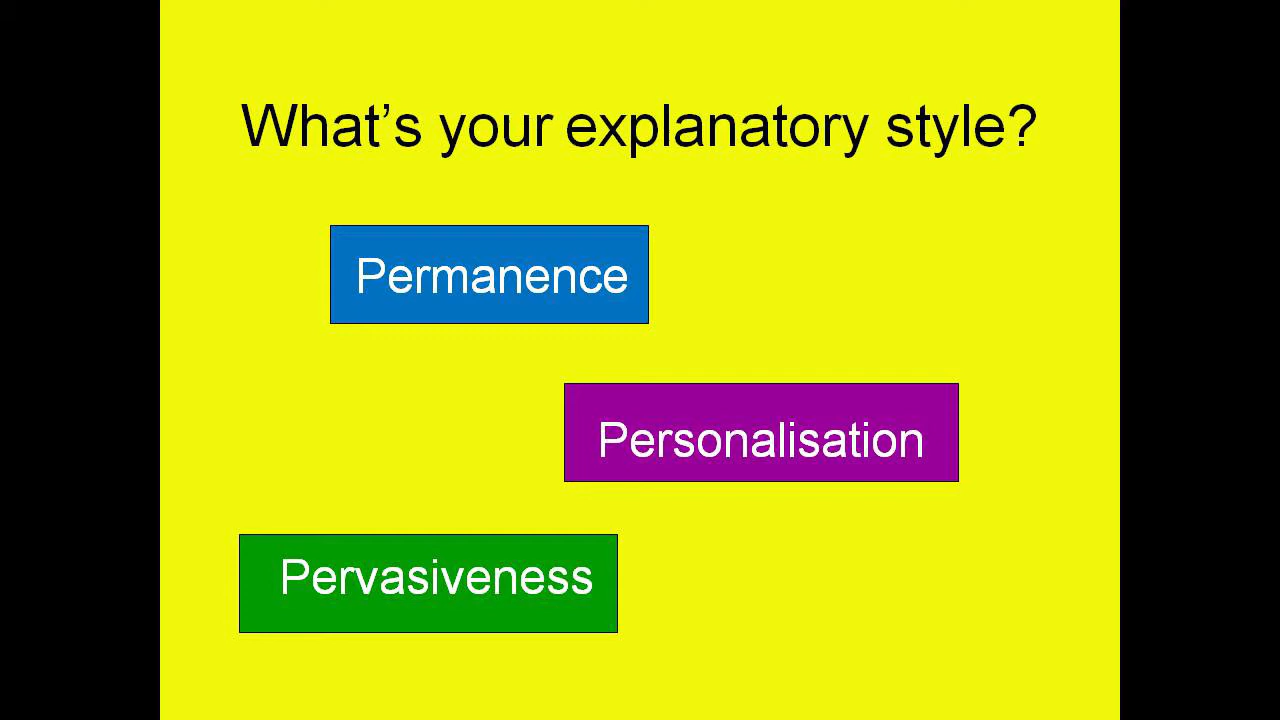 What’s your explanatory style?
Permanence
Personalisation
Pervasiveness